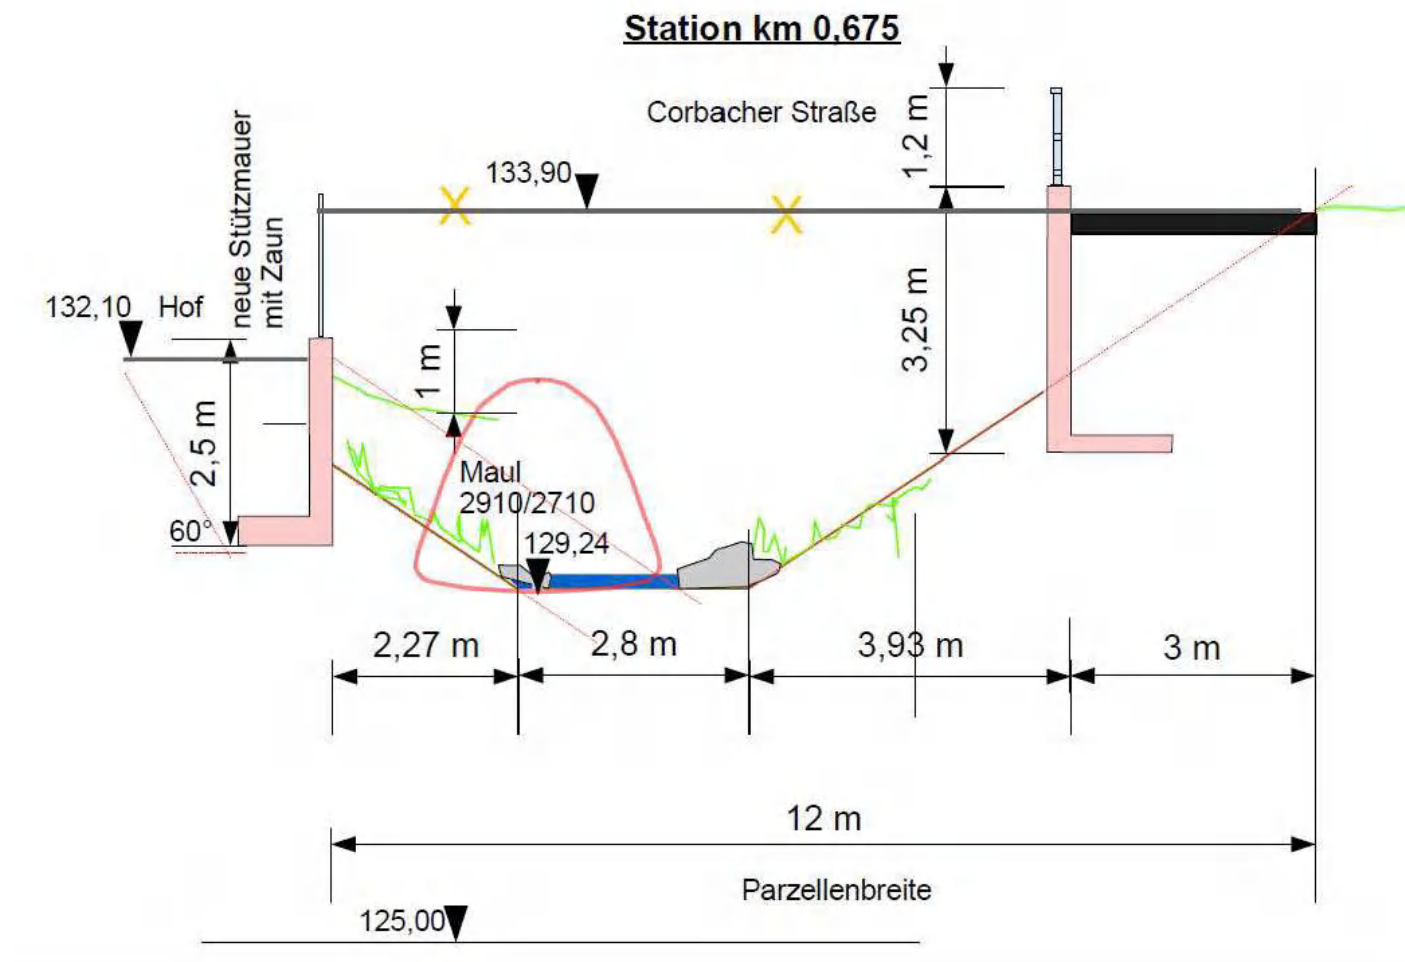 Station km 0,675
Corbacher Straße
1,2 m
neue Stützmauer
mit Zaun
133,90
132,10 Hof
3,25 m
1 m
2,5 m
Maul
2910/2710
60°
129,24
2,27 m
2,8 m
3,93 m
3 m
12 m
Parzellenbreite
125,00